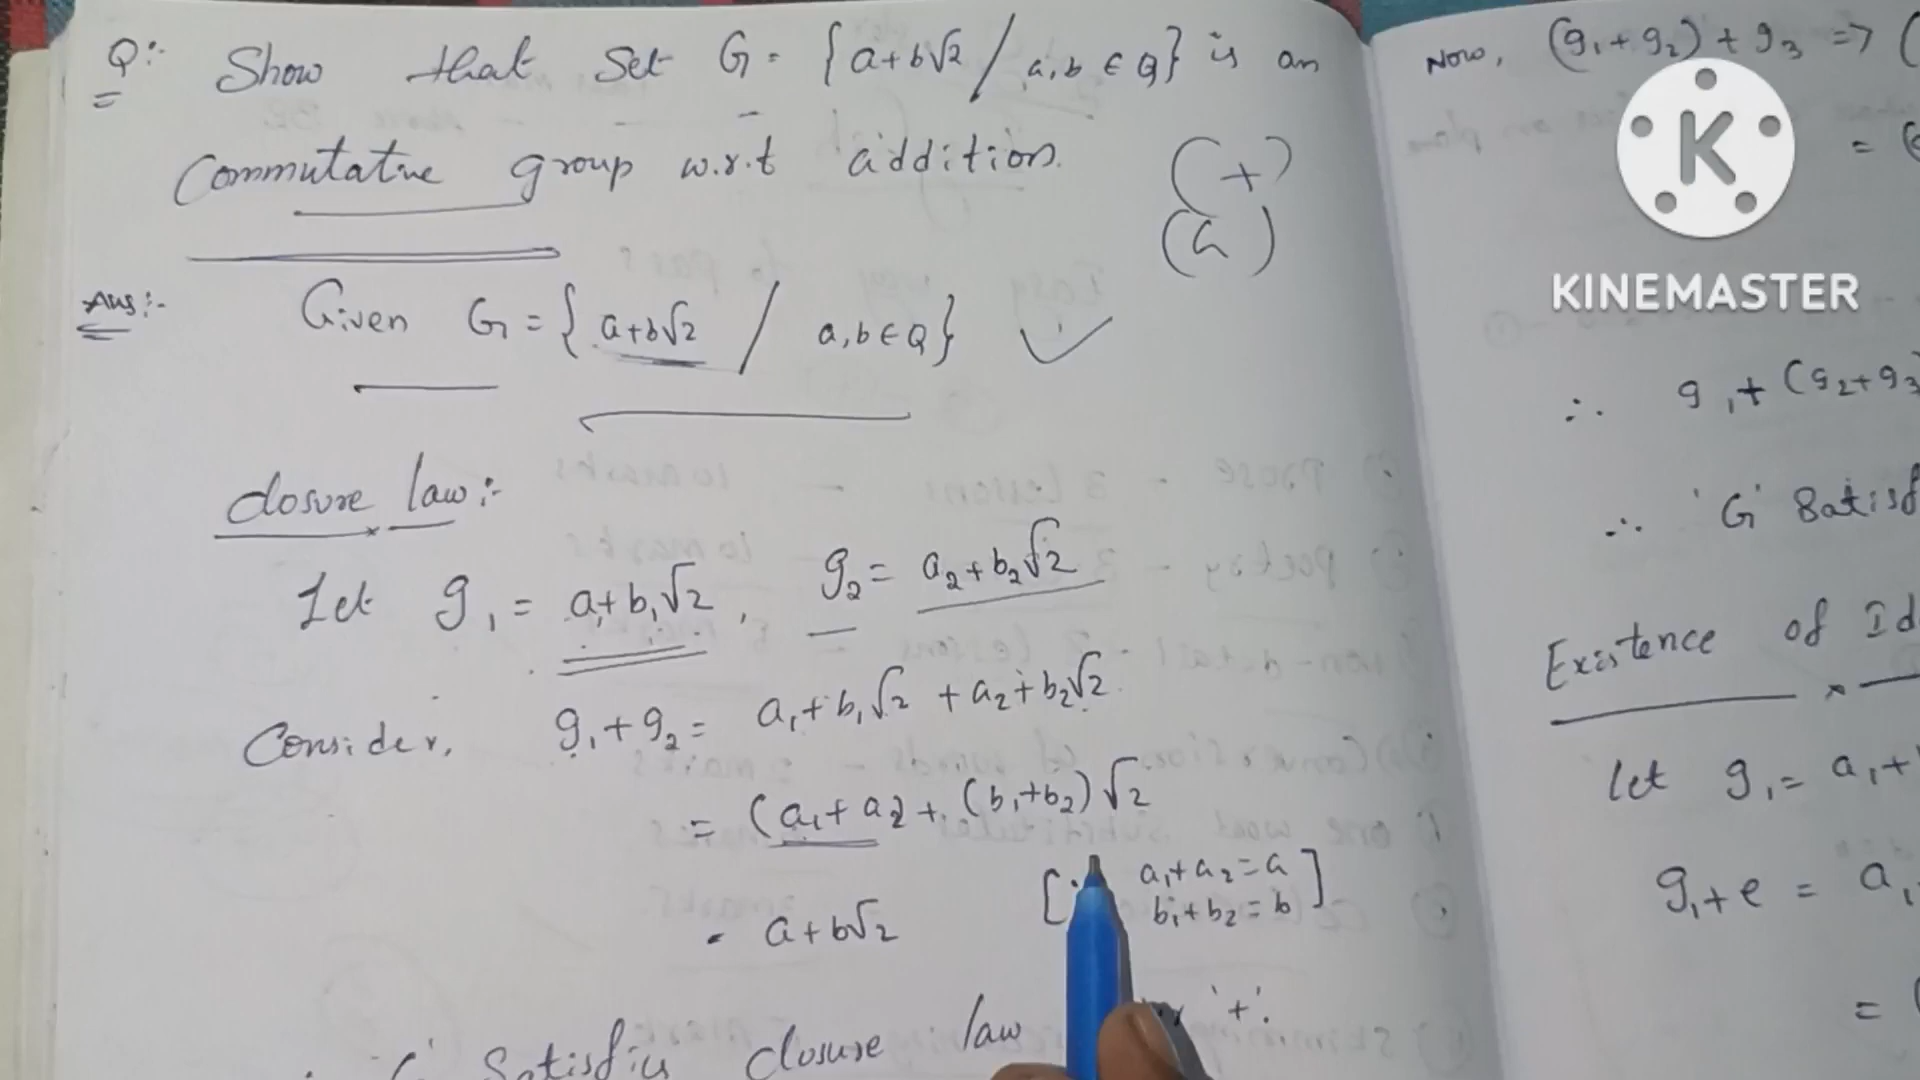 Q:- Show that Set G = {a+b√2 / a,b ∈ Q} is an
Commutative group w.r.t addition.
(+)
(a)
Ans:- Given G = {a+b√2 / a,b ∈ Q}
closure law:-
Let g₁ = a₁+b₁√2, g₂ = a₂+b₂√2
Consider, g₁+g₂ = a₁+b₁√2 + a₂+b₂√2
= (a₁+a₂ + (b₁+b₂)√2
= a+b√2 [∵ a₁+a₂=a
b₁+b₂=b]
Satisfies closure law '+'.
Now, (g₁+g₂)+g₃ =>
=
∴ g₁+(g₂+g₃)
∴ 'G' Satisf
Existence of Id
let g₁ = a₁+
g₁+e = a₁
=
KINEMASTER